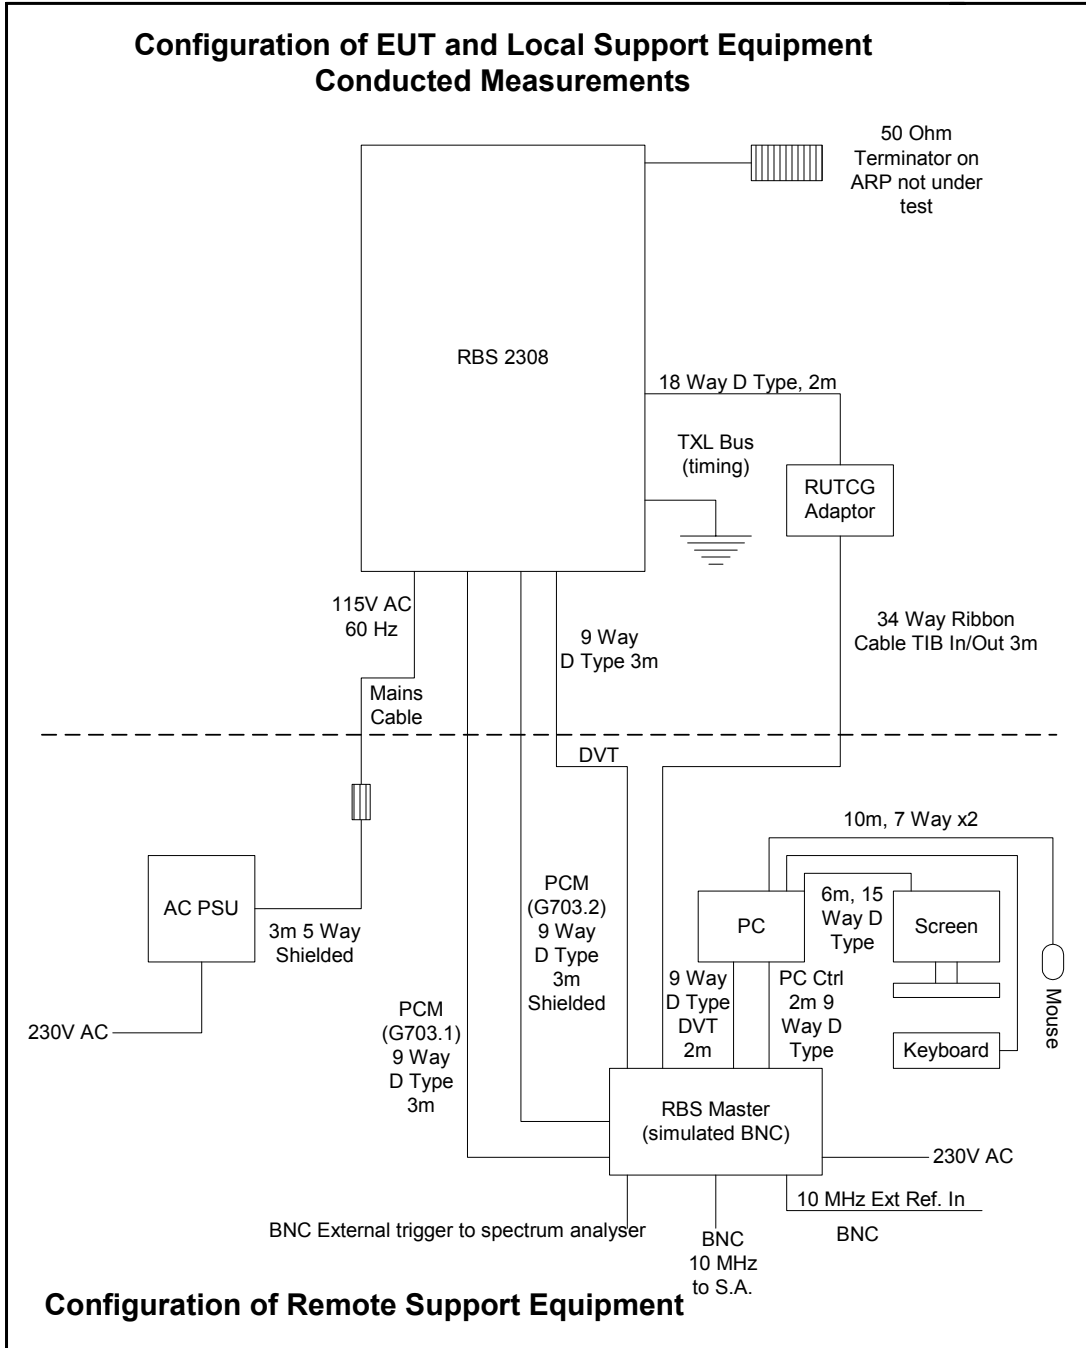 Configuration of EUT and Local Support Equipment
Conducted Measurements
50 Ohm
Terminator on
ARP not under
test
RBS 2308
18 Way D Type, 2m
TXL Bus
(timing)
RUTCG
Adaptor
115V AC
60 Hz
9 Way
D Type 3m
34 Way Ribbon
Cable TIB In/Out 3m
Mains
Cable
DVT
10m, 7 Way x2
AC PSU
3m 5 Way
Shielded
230V AC
PCM
(G703.2)
9 Way
D Type
3m
Shielded
PC
6m, 15
Way D
Type
Screen
Mouse
PCM
(G703.1)
9 Way
D Type
3m
9 Way
D Type
DVT
2m
PC Ctrl
2m 9
Way D
Type
Keyboard
RBS Master
(simulated BNC)
230V AC
10 MHz Ext Ref. In
BNC
BNC External trigger to spectrum analyser
BNC
10 MHz
to S.A.
Configuration of Remote Support Equipment